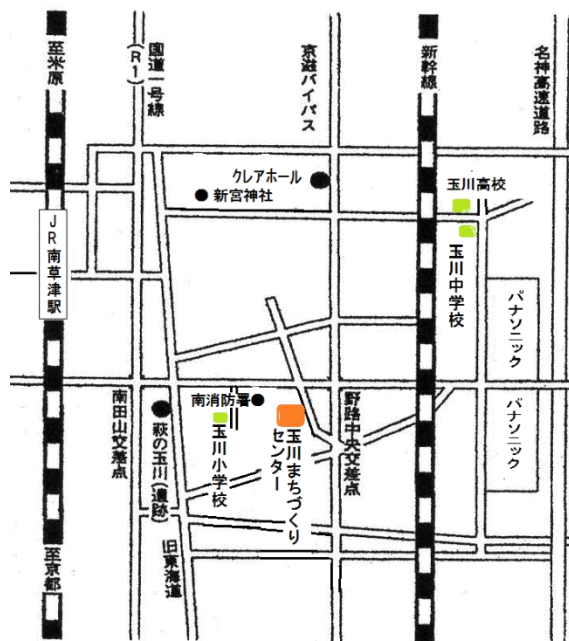 至米原
国道一号線
(R1)
京滋バイパス
新幹線
名神高速道路
クレアホール
新宮神社
玉川高校
JR南草津駅
玉川中学校
パナソニック
パナソニック
南消防署
南田山交差点
萩の玉川(遺跡)
玉川小学校
玉川まちづくり
センター
野路中央交差点
旧東海道
至京都